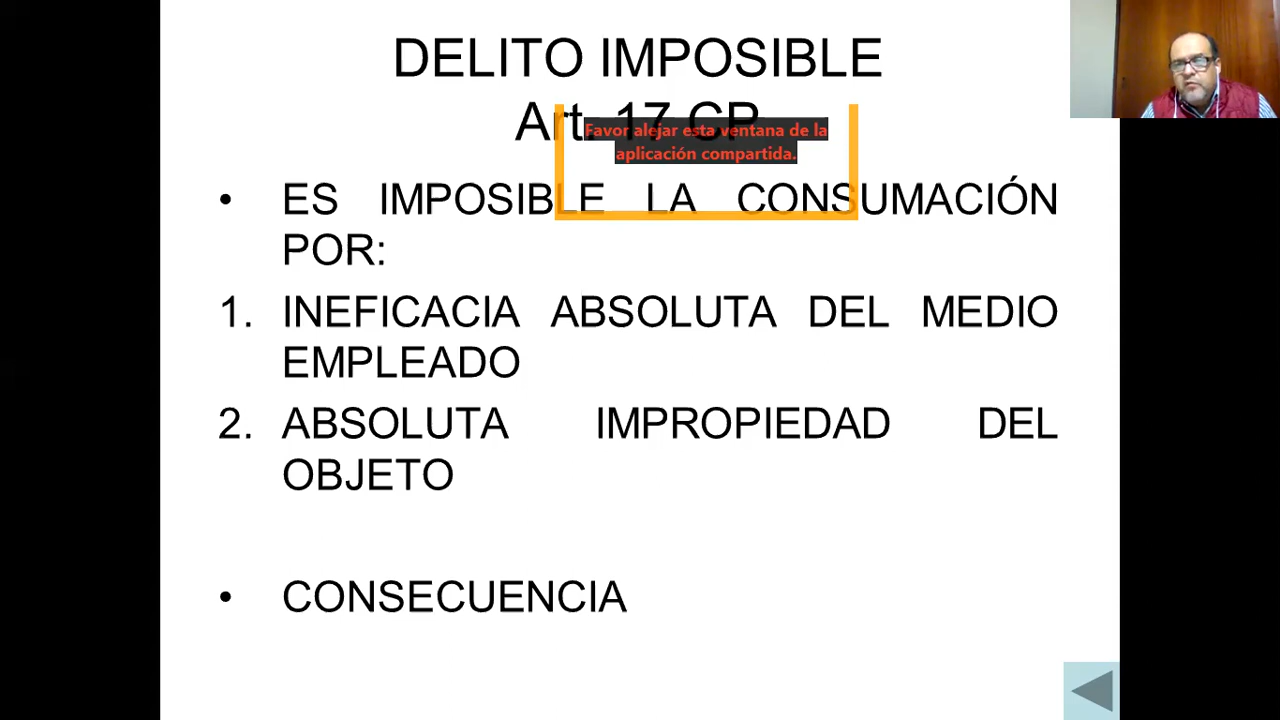 DELITO IMPOSIBLE
Art. 17 CP
Favor alejar esta ventana de la
aplicación compartida.
• ES IMPOSIBLE LA CONSUMACIÓN
POR:
1. INEFICACIA ABSOLUTA DEL MEDIO
EMPLEADO
2. ABSOLUTA IMPROPIEDAD DEL
OBJETO
• CONSECUENCIA